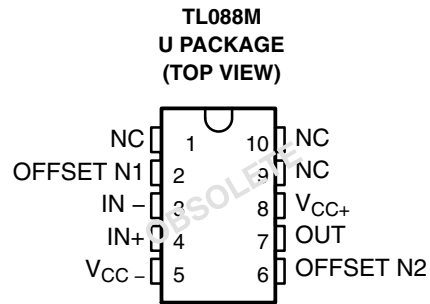 TL088M
U PACKAGE
(TOP VIEW)
NC 1 10 NC
OFFSET N1 2 9 NC
IN − 3 8 VCC+
IN+ 4 7 OUT
VCC − 5 6 OFFSET N2
OBSOLETE